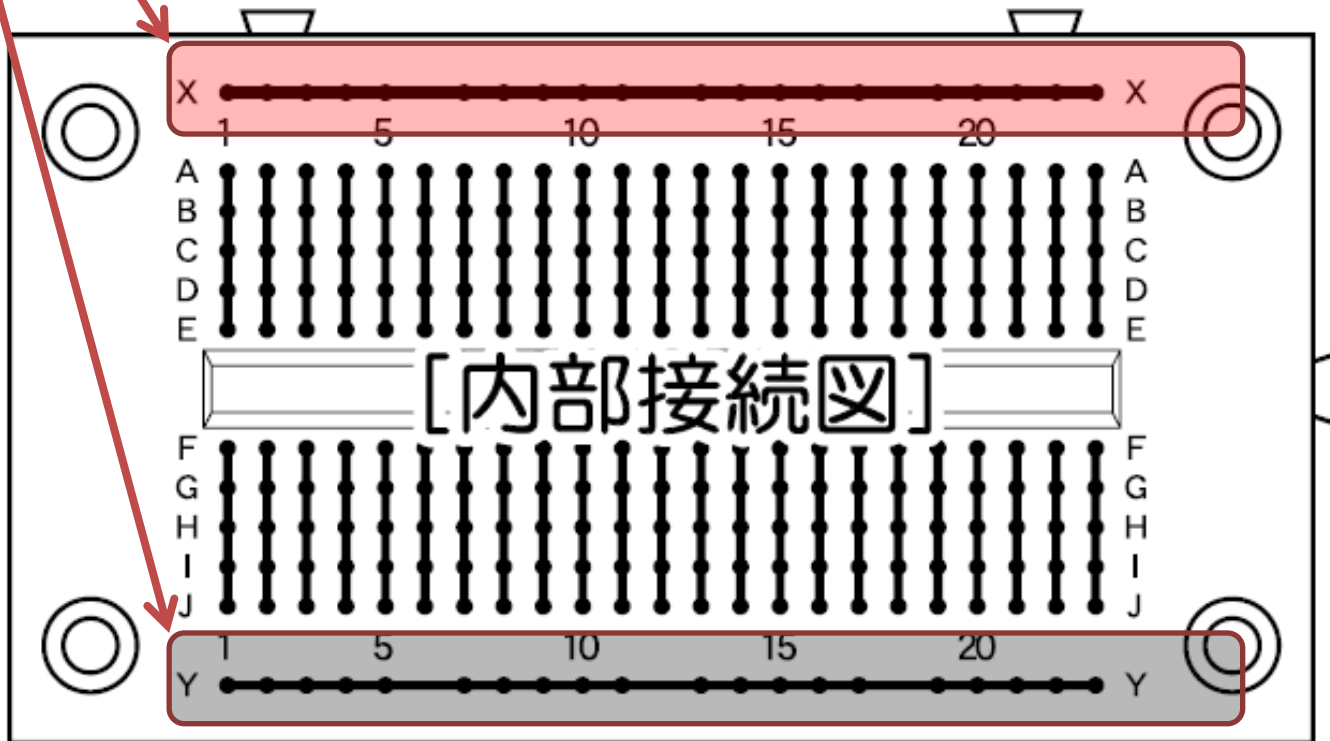 X X
1 5 10 15 20
A A
B B
C C
D D
E E
[内部接続図]
F F
G G
H H
I I
J J
1 5 10 15 20
Y Y